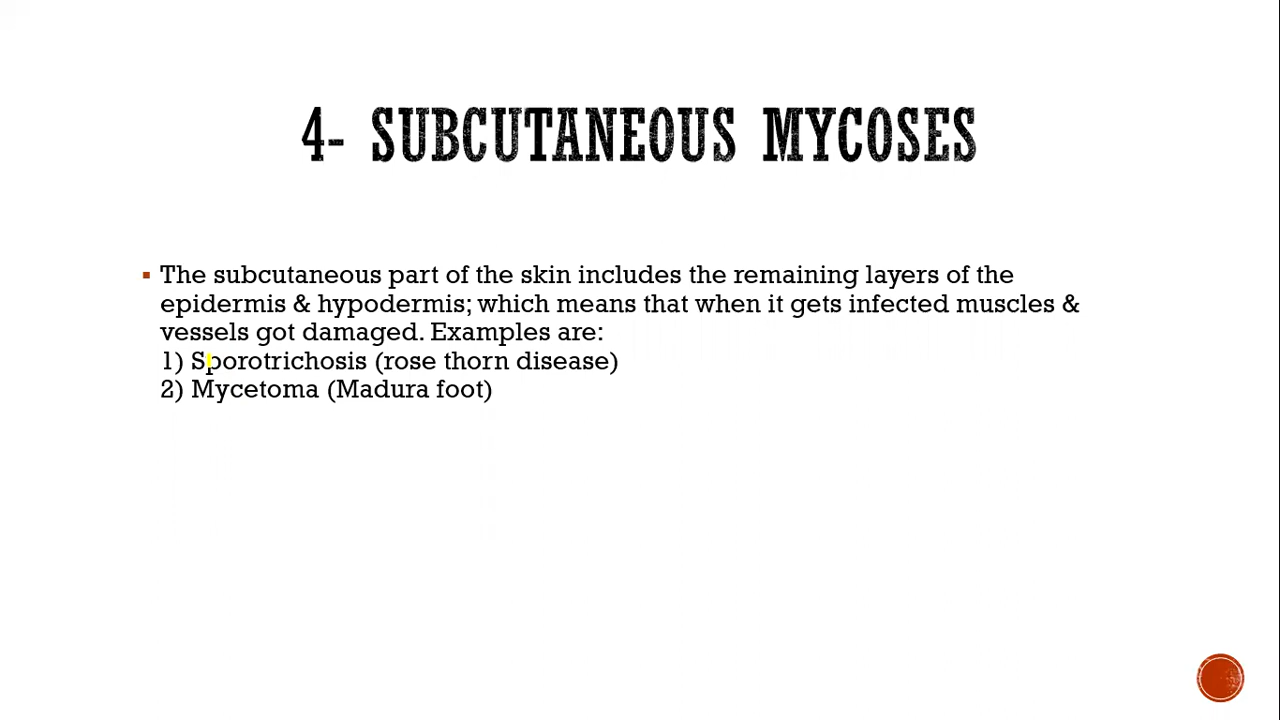 4- SUBCUTANEOUS MYCOSES
The subcutaneous part of the skin includes the remaining layers of the
epidermis & hypodermis; which means that when it gets infected muscles &
vessels got damaged. Examples are:
1) Sporotrichosis (rose thorn disease)
2) Mycetoma (Madura foot)